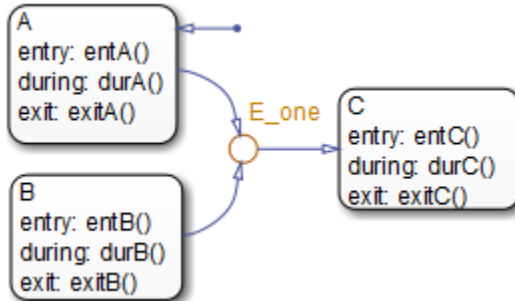 A
entry: entA()
during: durA()
exit: exitA()
E_one
C
entry: entC()
during: durC()
exit: exitC()
B
entry: entB()
during: durB()
exit: exitB()